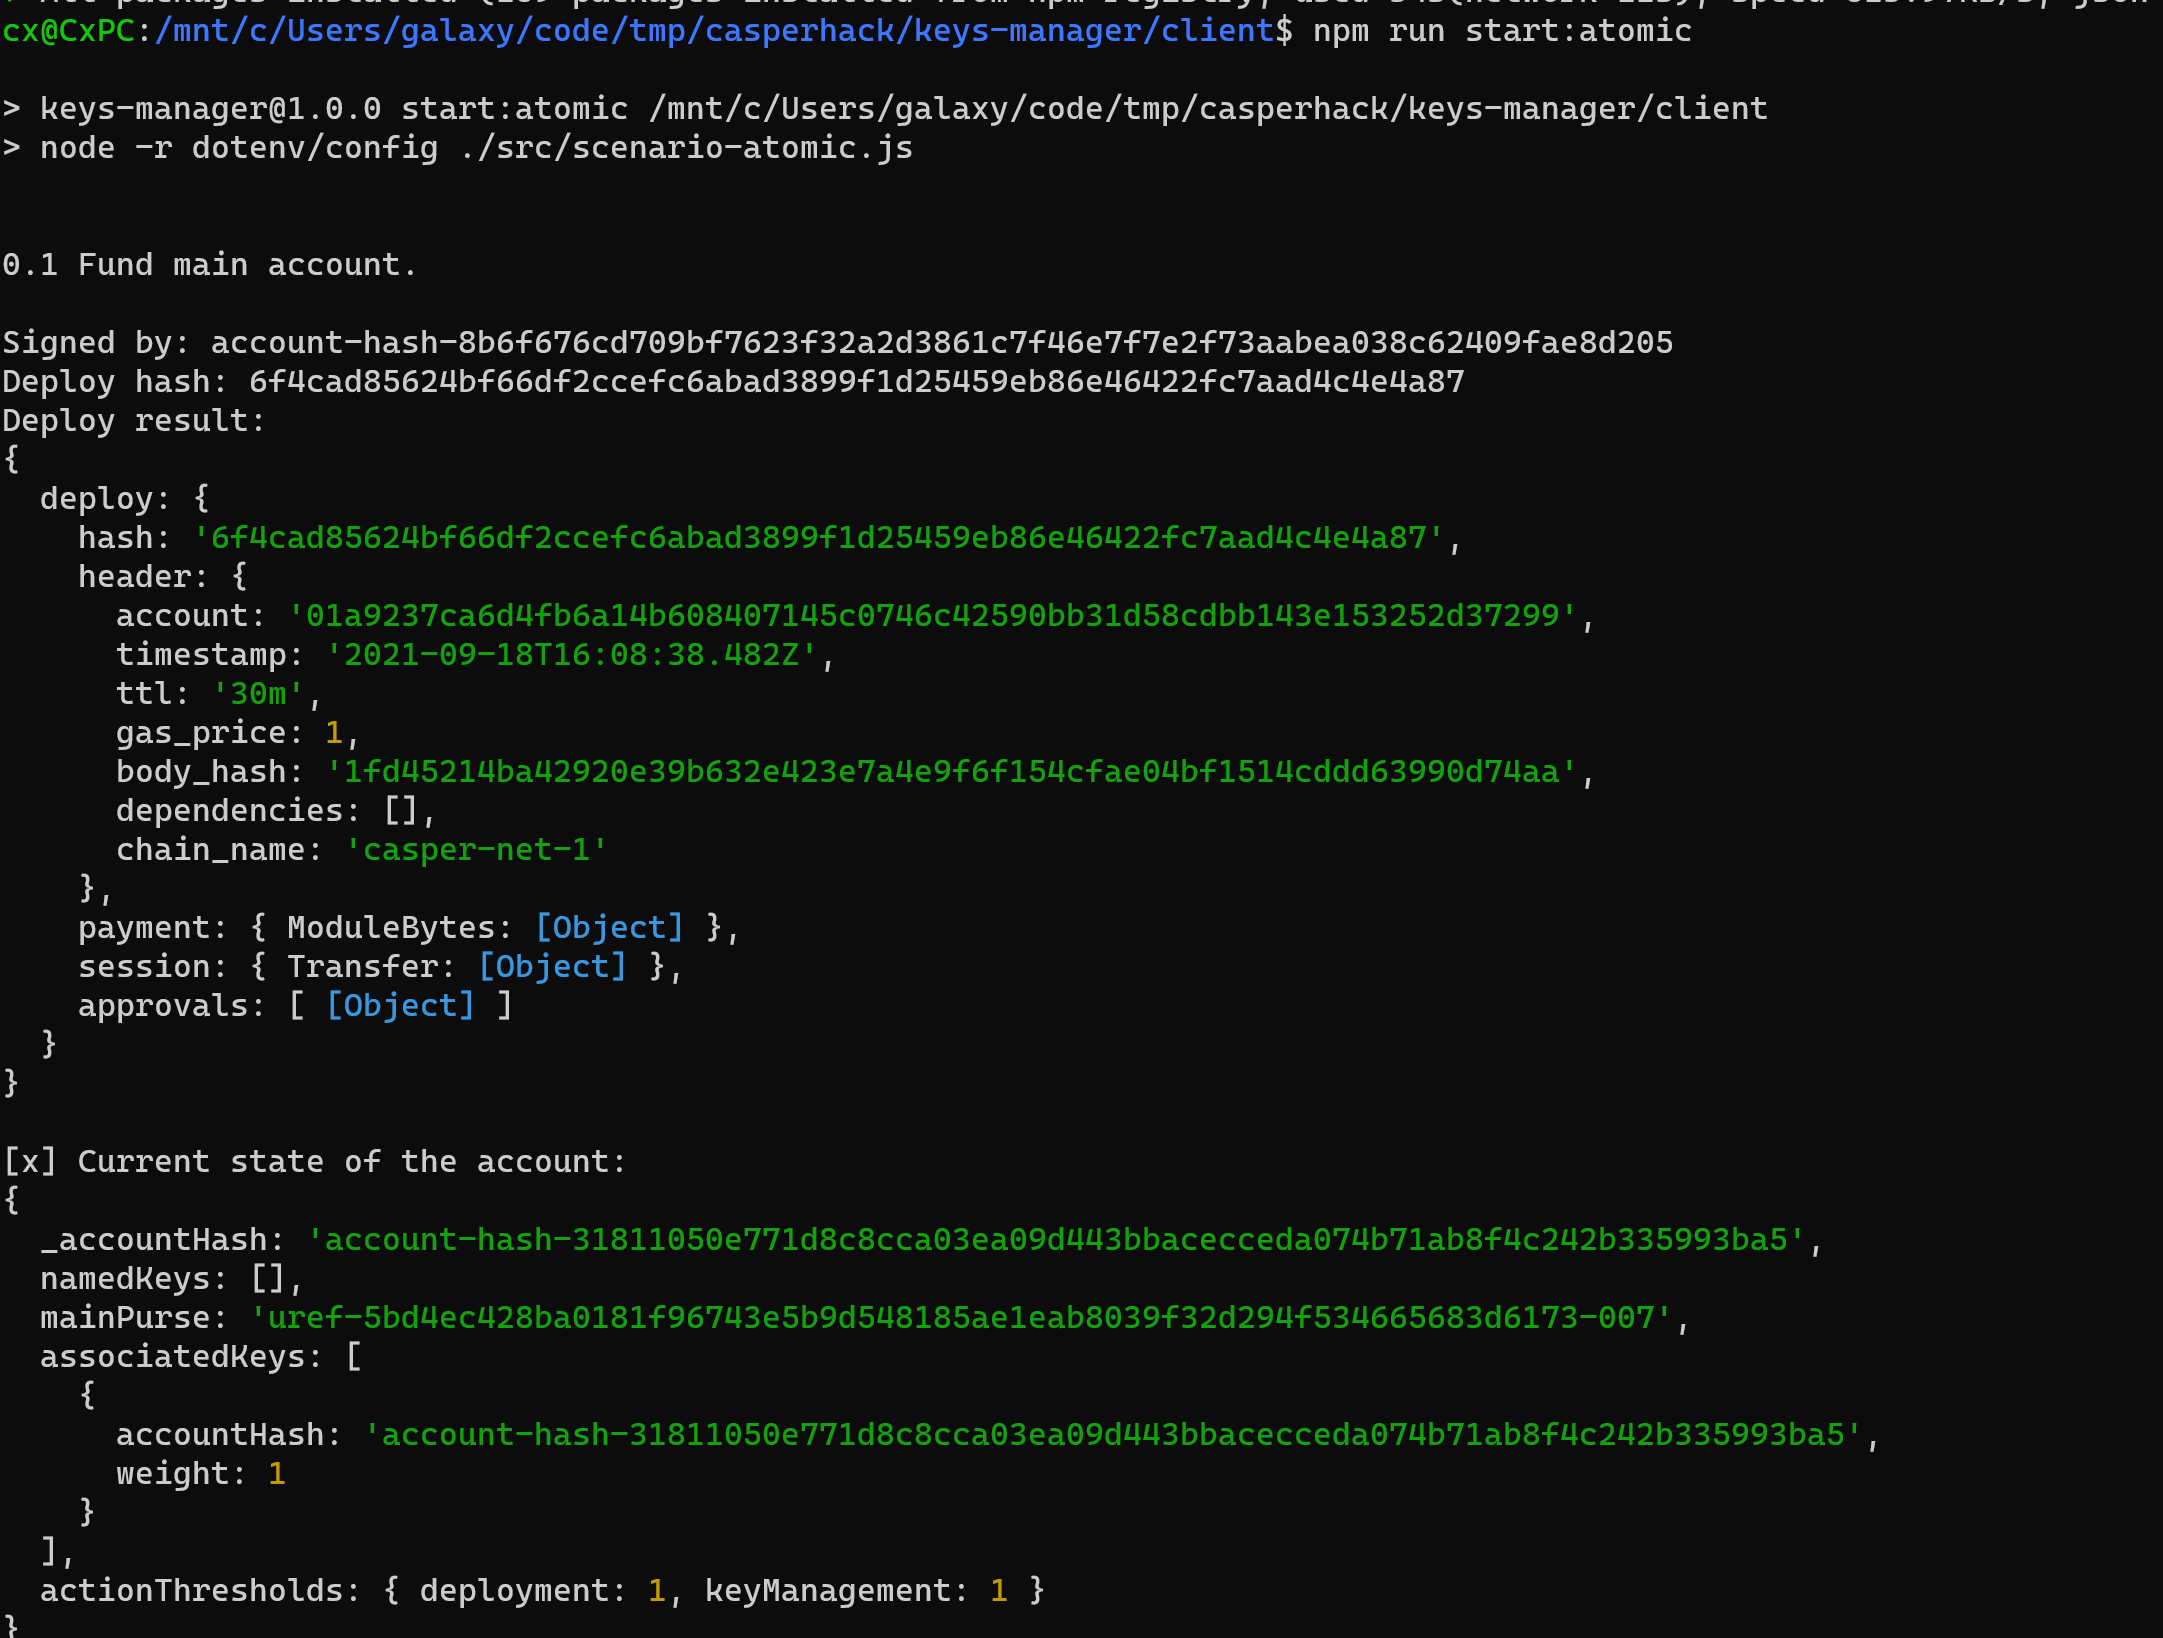 cx@CxPC:/mnt/c/Users/galaxy/code/tmp/casperhack/keys-manager/client$ npm run start:atomic
> keys-manager@1.0.0 start:atomic /mnt/c/Users/galaxy/code/tmp/casperhack/keys-manager/client
> node -r dotenv/config ./src/scenario-atomic.js
0.1 Fund main account.
Signed by: account-hash-8b6f676cd709bf7623f32a2d3861c7f46e7f7e2f73aabea038c62409fae8d205
Deploy hash: 6f4cad85624bf66df2ccefc6abad3899f1d25459eb86e46422fc7aad4c4e4a87
Deploy result:
{
  deploy: {
    hash: '6f4cad85624bf66df2ccefc6abad3899f1d25459eb86e46422fc7aad4c4e4a87',
    header: {
      account: '01a9237ca6d4fb6a14b608407145c0746c42590bb31d58cdbb143e153252d37299',
      timestamp: '2021-09-18T16:08:38.482Z',
      ttl: '30m',
      gas_price: 1,
      body_hash: '1fd45214ba42920e39b632e423e7a4e9f6f154cfae04bf1514cddd63990d74aa',
      dependencies: [],
      chain_name: 'casper-net-1'
    },
    payment: { ModuleBytes: [Object] },
    session: { Transfer: [Object] },
    approvals: [ [Object] ]
  }
}
[x] Current state of the account:
{
  _accountHash: 'account-hash-31811050e771d8c8cca03ea09d443bbacecceda074b71ab8f4c242b335993ba5',
  namedKeys: [],
  mainPurse: 'uref-5bd4ec428ba0181f96743e5b9d548185ae1eab8039f32d294f534665683d6173-007',
  associatedKeys: [
    {
      accountHash: 'account-hash-31811050e771d8c8cca03ea09d443bbacecceda074b71ab8f4c242b335993ba5',
      weight: 1
    }
  ],
  actionThresholds: { deployment: 1, keyManagement: 1 }
}